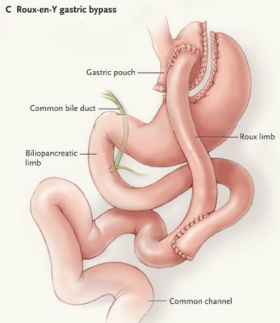 C Roux-en-Y gastric bypass
Gastric pouch
Common bile duct
Roux limb
Biliopancreatic
limb
Common channel